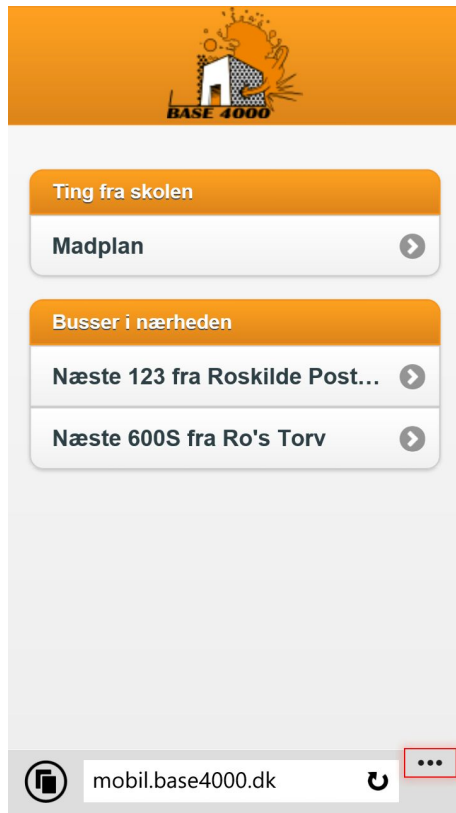 BASE 4000
Ting fra skolen
Madplan
Busser i nærheden
Næste 123 fra Roskilde Post...
Næste 600S fra Ro's Torv
mobil.base4000.dk